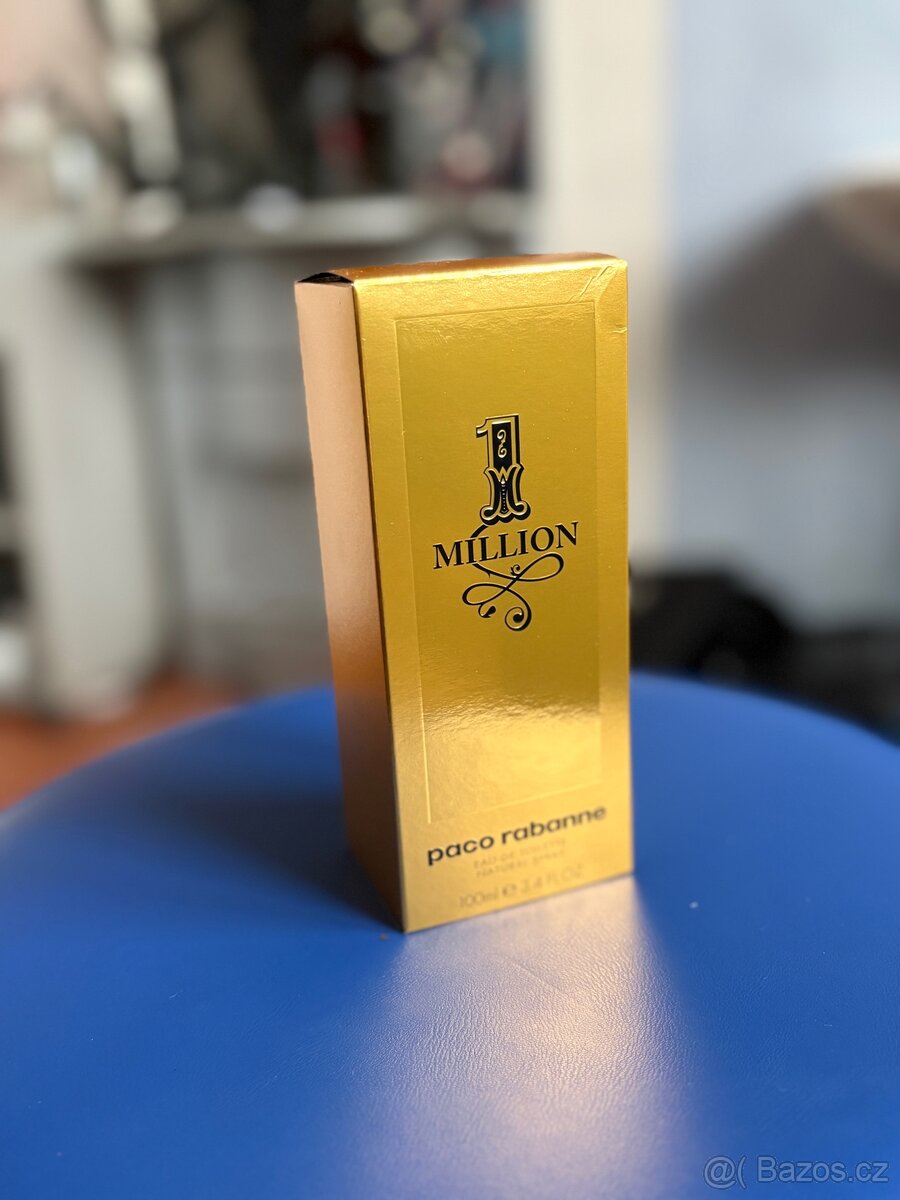 1
MILLION
paco rabanne
EAU DE TOILETTE
NATURAL SPRAY
100ml ℮ 3.4 FL.OZ
@( Bazos.cz